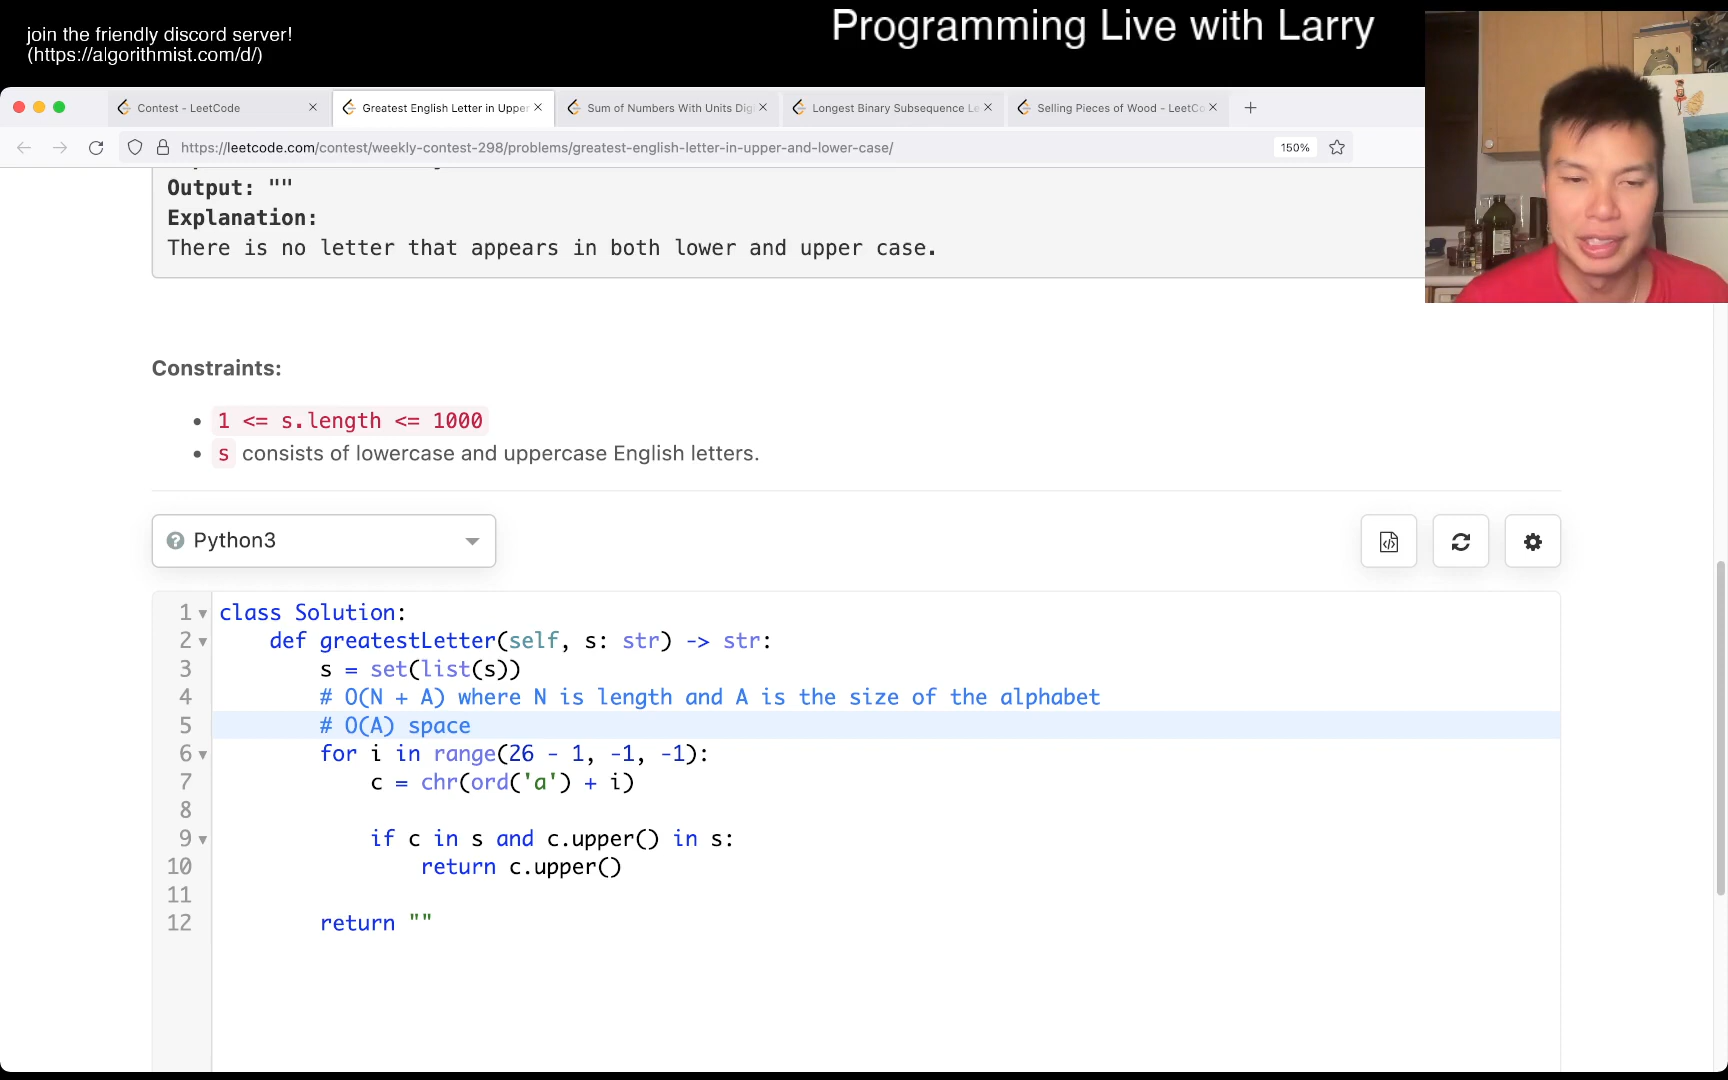 join the friendly discord server!
(https://algorithmist.com/d/)
Programming Live with Larry
Contest - LeetCode
Greatest English Letter in Upper
Sum of Numbers With Units Dig
Longest Binary Subsequence Le
Selling Pieces of Wood - LeetCo
https://leetcode.com/contest/weekly-contest-298/problems/greatest-english-letter-in-upper-and-lower-case/
150%
Output: ""
Explanation:
There is no letter that appears in both lower and upper case.
Constraints:
• 1 <= s.length <= 1000
• s consists of lowercase and uppercase English letters.
Python3
1 class Solution:
2     def greatestLetter(self, s: str) -> str:
3         s = set(list(s))
4         # O(N + A) where N is length and A is the size of the alphabet
5         # O(A) space
6         for i in range(26 - 1, -1, -1):
7             c = chr(ord('a') + i)
8
9             if c in s and c.upper() in s:
10                 return c.upper()
11
12         return ""